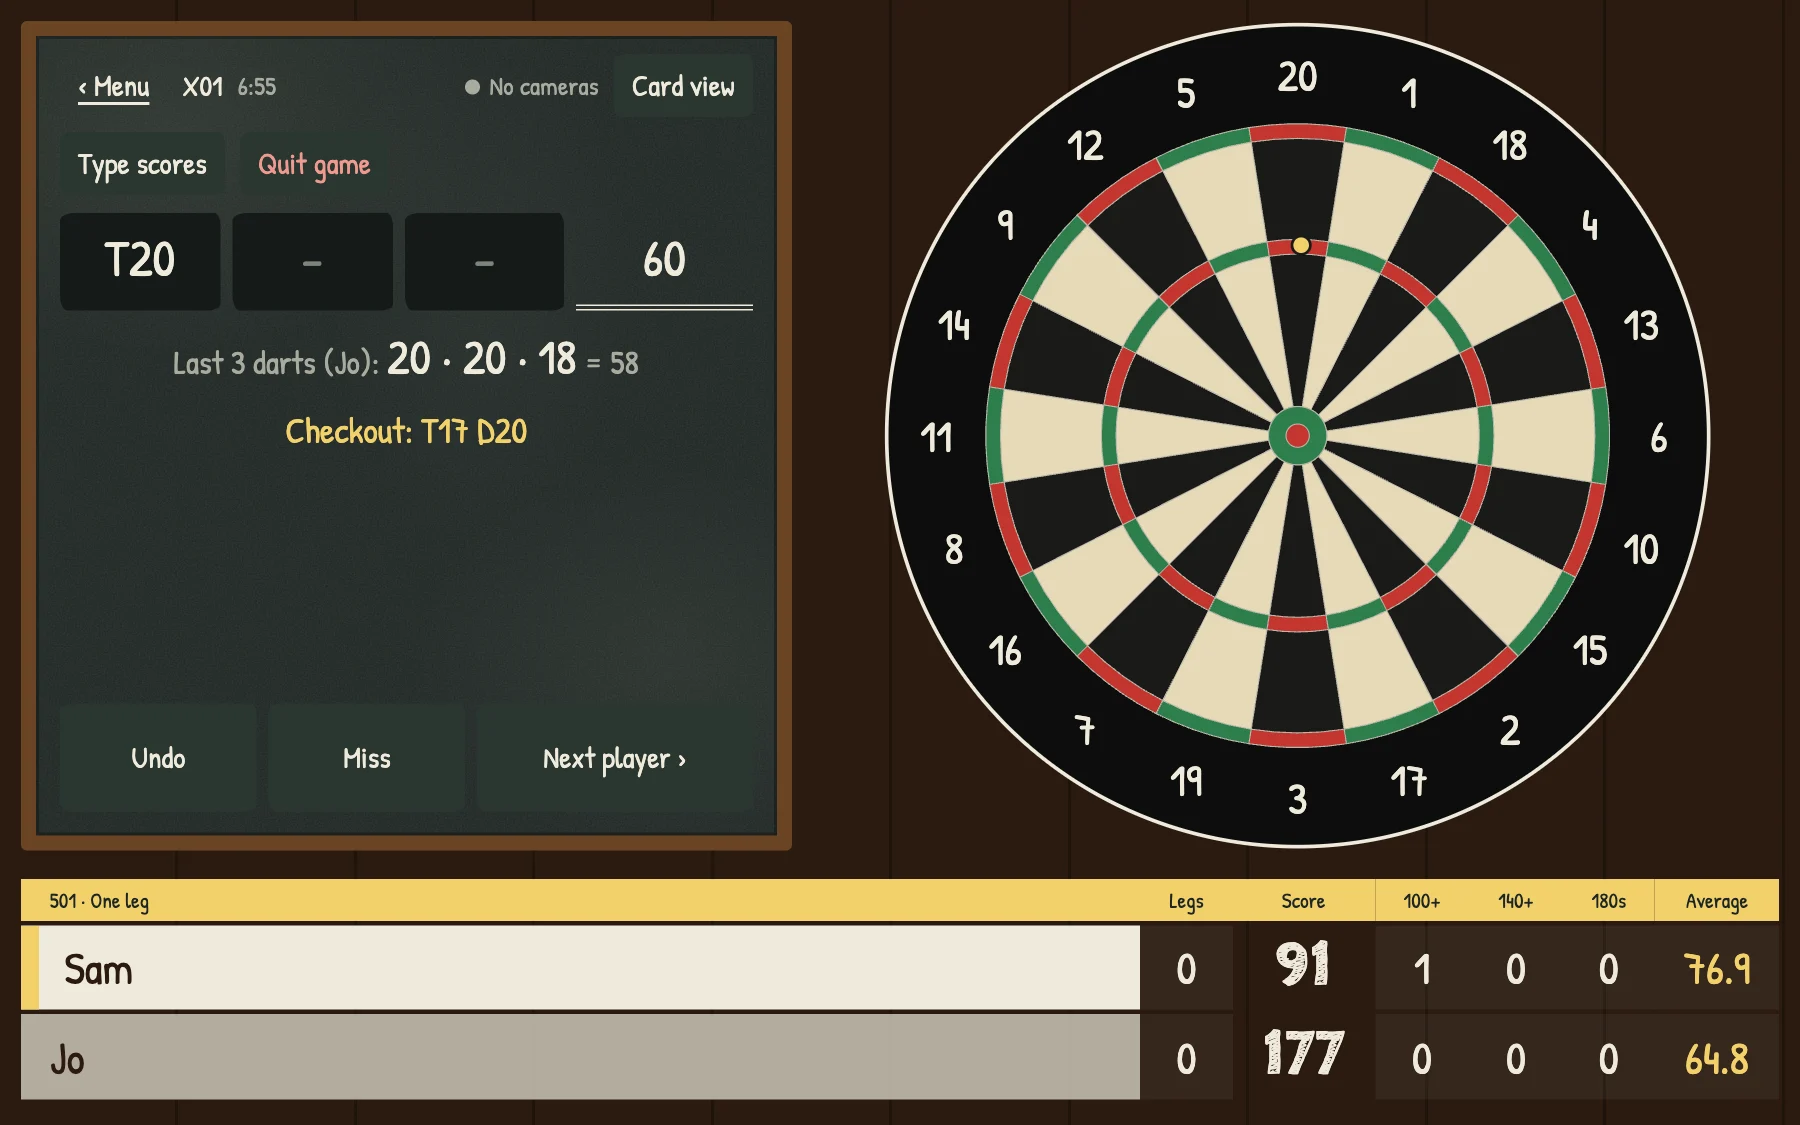 ‹ Menu X01 6:55 No cameras Card view
Type scores Quit game
T20 – – 60
Last 3 darts (Jo): 20 · 20 · 18 = 58
Checkout: T17 D20
Undo Miss Next player ›
20
1
18
4
13
6
10
15
2
17
3
19
7
16
8
11
14
9
12
5
501 · One leg Legs Score 100+ 140+ 180s Average
Sam 0 91 1 0 0 76.9
Jo 0 177 0 0 0 64.8